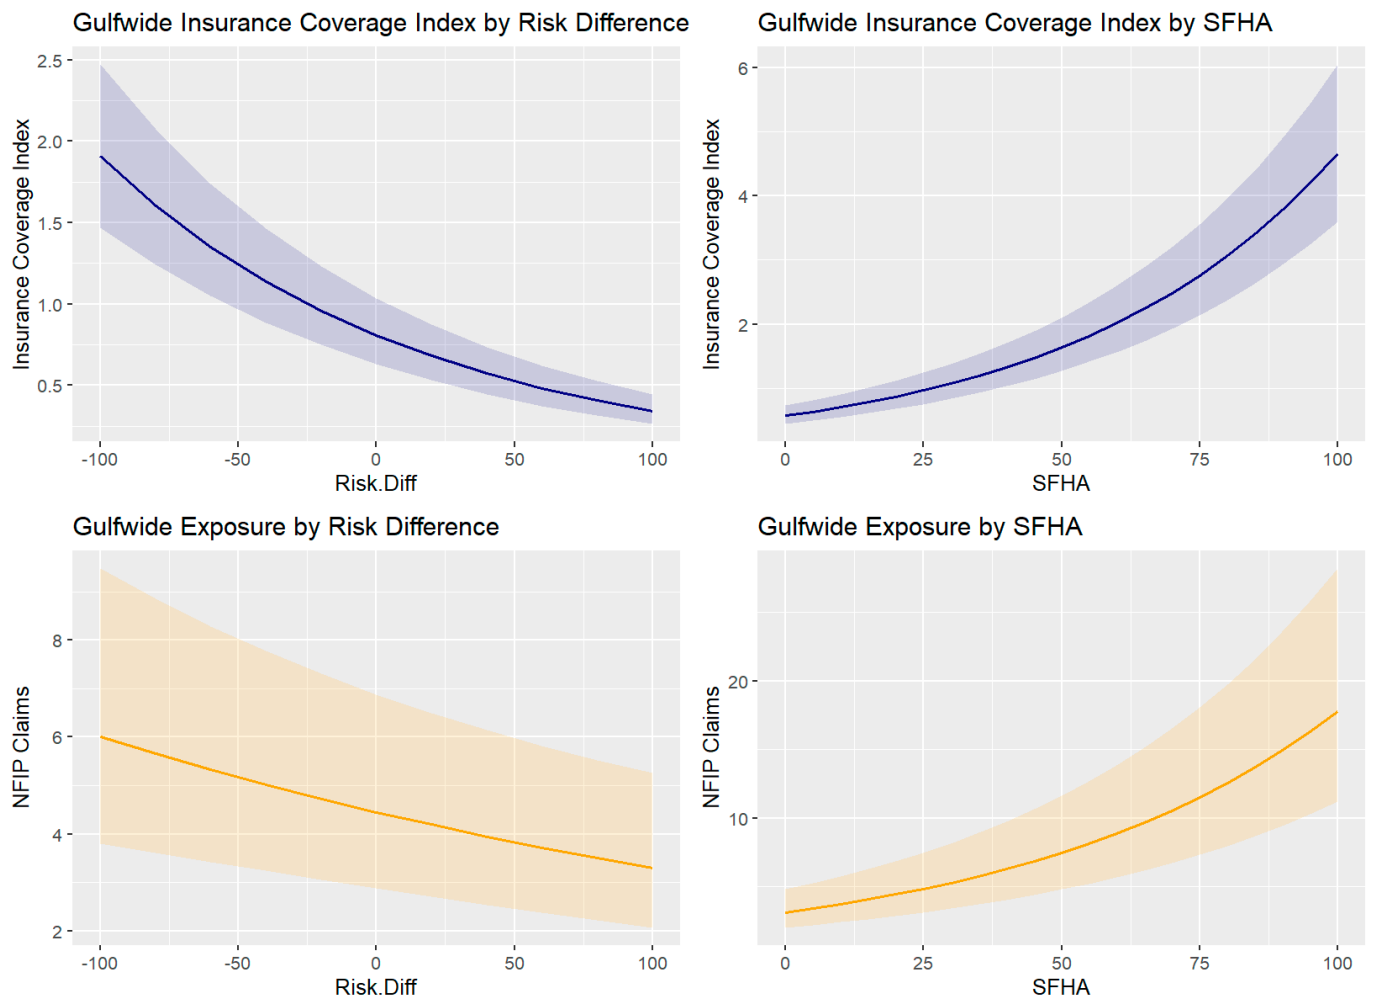 Gulfwide Insurance Coverage Index by Risk Difference
2.5
2.0
1.5
1.0
0.5
Insurance Coverage Index
-100 -50 0 50 100
Risk.Diff
Gulfwide Insurance Coverage Index by SFHA
6
4
2
Insurance Coverage Index
0 25 50 75 100
SFHA
Gulfwide Exposure by Risk Difference
8
6
4
2
NFIP Claims
-100 -50 0 50 100
Risk.Diff
Gulfwide Exposure by SFHA
20
10
NFIP Claims
0 25 50 75 100
SFHA